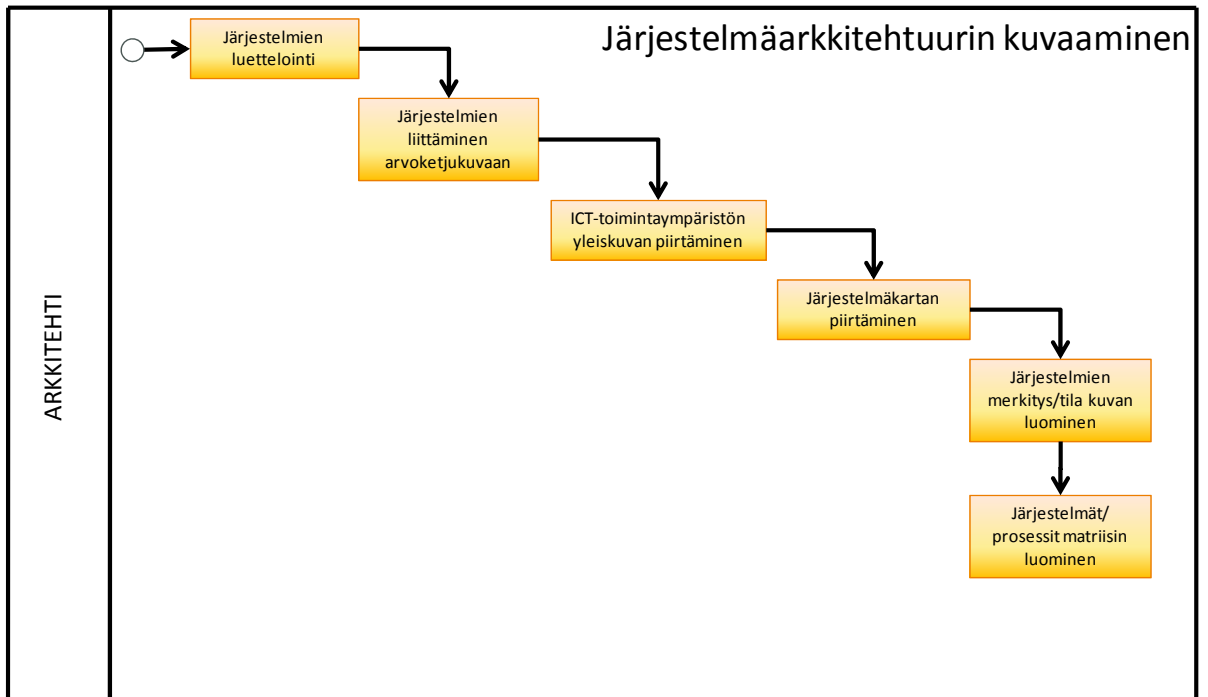 Järjestelmäarkkitehtuurin kuvaaminen
ARKKITEHTI
Järjestelmien
luettelointi
Järjestelmien
liittäminen
arvoketjukuvaan
ICT-toimintaympäristön
yleiskuvan piirtäminen
Järjestelmäkartan
piirtäminen
Järjestelmien
merkitys/tila kuvan
luominen
Järjestelmät/
prosessit matriisin
luominen